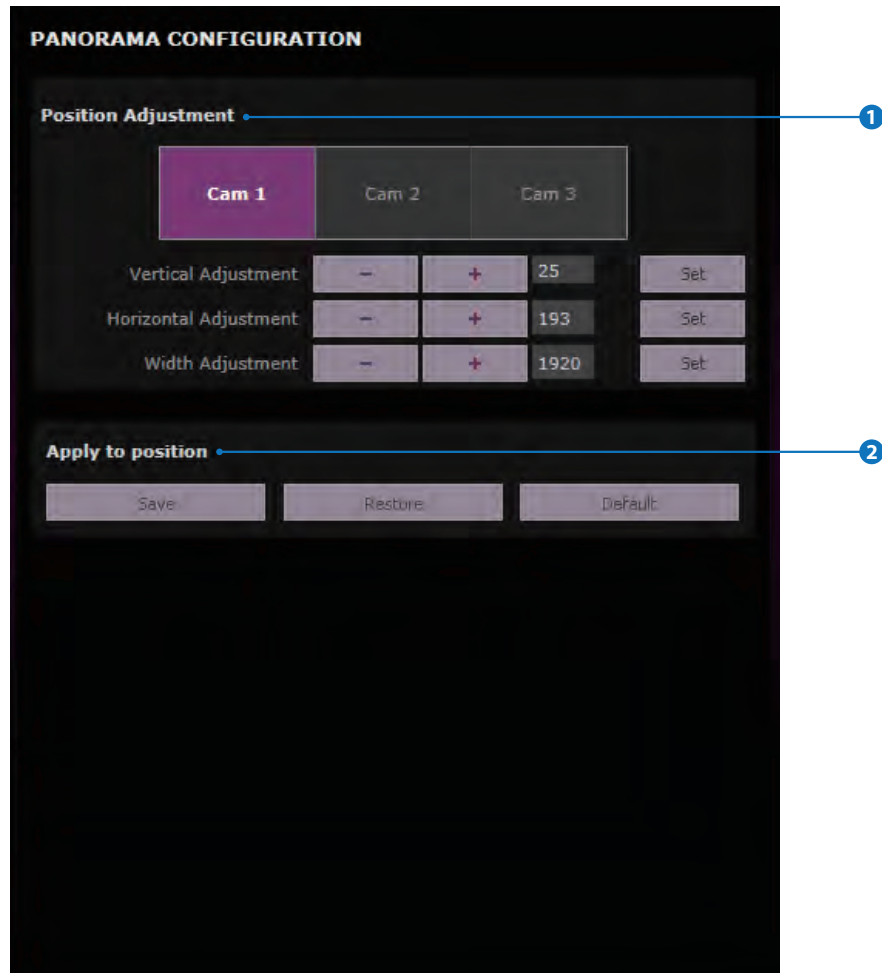 PANORAMA CONFIGURATION
Position Adjustment 1
Cam 1 Cam 2 Cam 3
Vertical Adjustment - + 25 Set
Horizontal Adjustment - + 193 Set
Width Adjustment - + 1920 Set
Apply to position 2
Save Restore Default